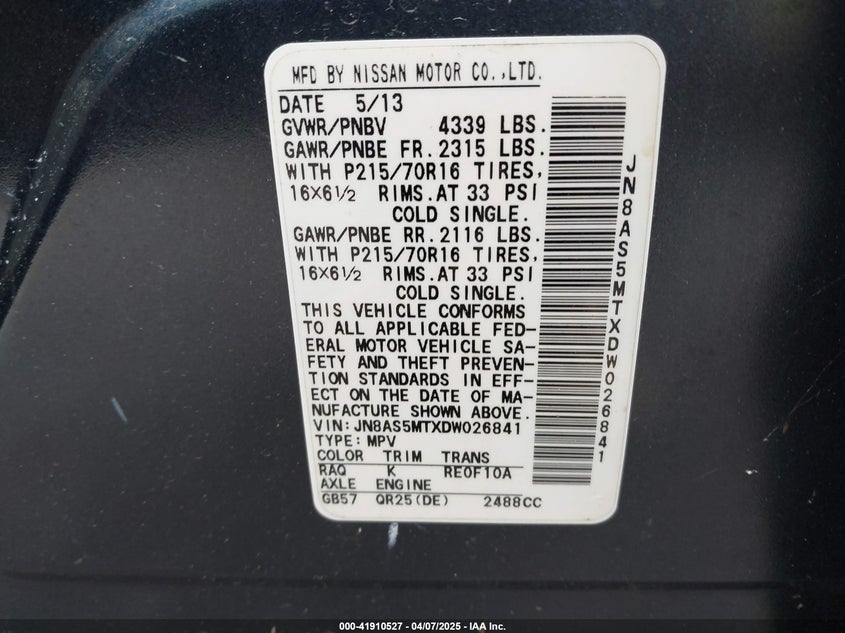 MFD BY NISSAN MOTOR CO.,LTD.
DATE 5/13
GVWR/PNBV 4339 LBS.
GAWR/PNBE FR. 2315 LBS.
WITH P215/70R16 TIRES,
16X6½ RIMS.AT 33 PSI
COLD SINGLE.
GAWR/PNBE RR. 2116 LBS.
WITH P215/70R16 TIRES,
16X6½ RIMS.AT 33 PSI
COLD SINGLE.
THIS VEHICLE CONFORMS
TO ALL APPLICABLE FED-
ERAL MOTOR VEHICLE SA-
FETY AND THEFT PREVEN-
TION STANDARDS IN EFF-
ECT ON THE DATE OF MA-
NUFACTURE SHOWN ABOVE.
VIN: JN8AS5MTXDW026841
TYPE: MPV
COLOR TRIM TRANS
RAQ K RE0F10A
AXLE ENGINE
GB57 QR25(DE) 2488CC
JN8AS5MTXDW026841
000-41910527 - 04/07/2025 - IAA Inc.